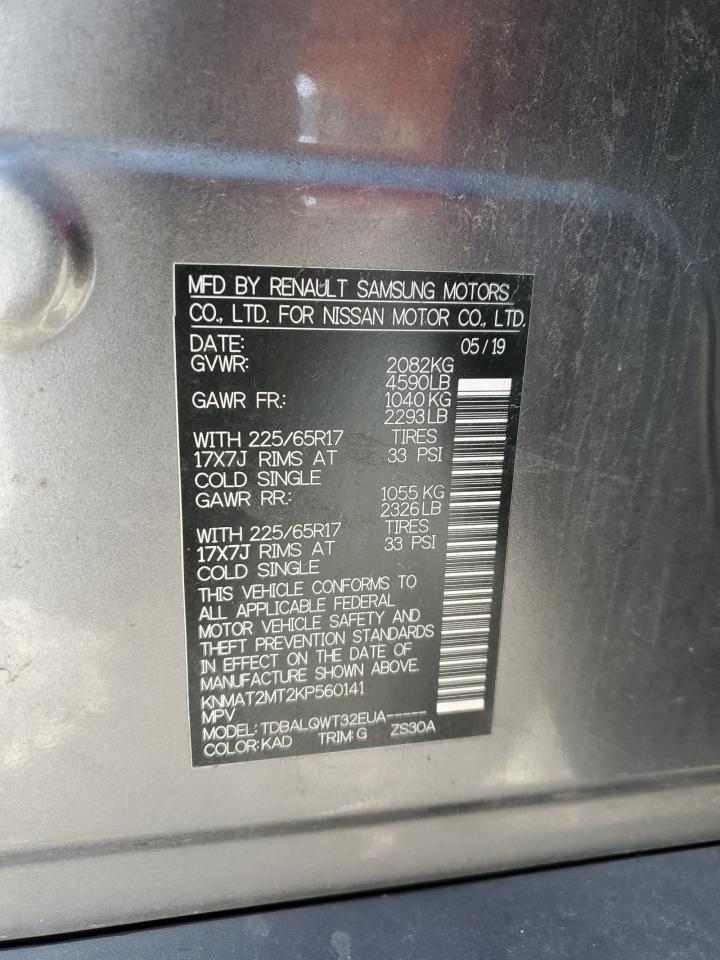 MFD BY RENAULT SAMSUNG MOTORS
CO., LTD. FOR NISSAN MOTOR CO., LTD.
DATE: 05/19
GVWR: 2082KG
4590LB
GAWR FR.: 1040KG
2293LB
WITH 225/65R17 TIRES
17X7J RIMS AT 33 PSI
COLD SINGLE
GAWR RR.: 1055KG
2326LB
WITH 225/65R17 TIRES
17X7J RIMS AT 33 PSI
COLD SINGLE
THIS VEHICLE CONFORMS TO
ALL APPLICABLE FEDERAL
MOTOR VEHICLE SAFETY AND
THEFT PREVENTION STANDARDS
IN EFFECT ON THE DATE OF
MANUFACTURE SHOWN ABOVE.
KNMAT2MT2KP560141
MPV
MODEL: TDBALQWT32EUA-----
COLOR: KAD TRIM: G ZS30A